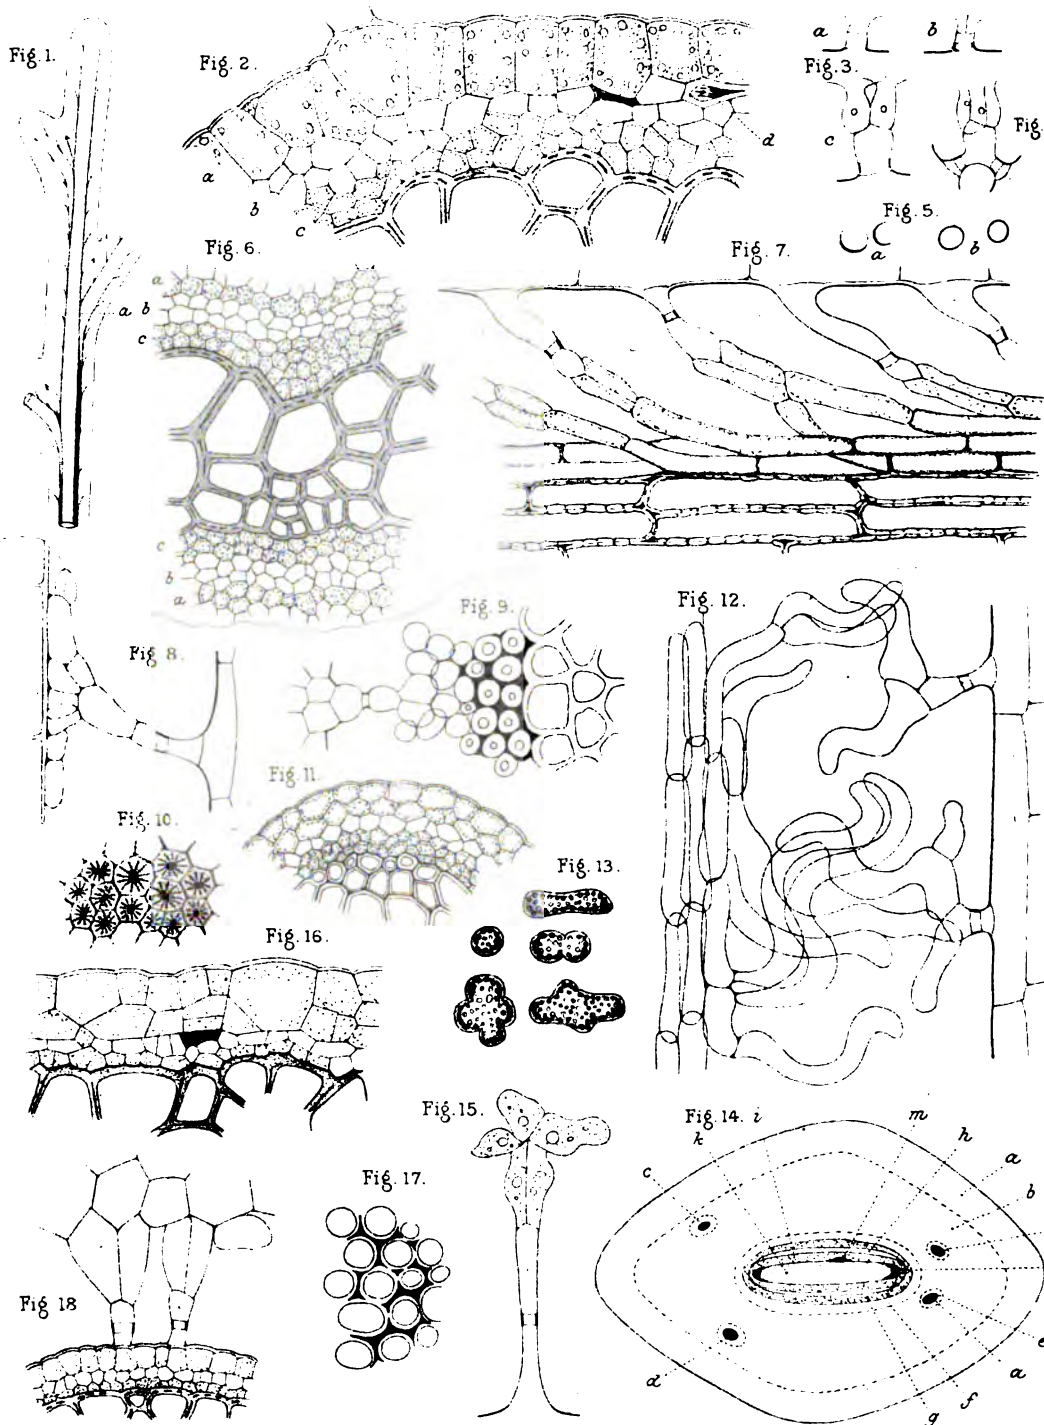 Fig. 1.
a
Fig. 2.
a
b
c
d
a b
Fig. 3.
c
Fig.
Fig. 5.
a b
Fig. 6.
a
b
c
c
b
a
Fig. 7.
Fig 8.
Fig. 9.
Fig. 10.
Fig. 11.
Fig. 12.
Fig. 13.
Fig. 14.
i
k
m
h
a
b
c
d
e
a
f
g
Fig. 15.
Fig. 16.
Fig. 17.
Fig 18